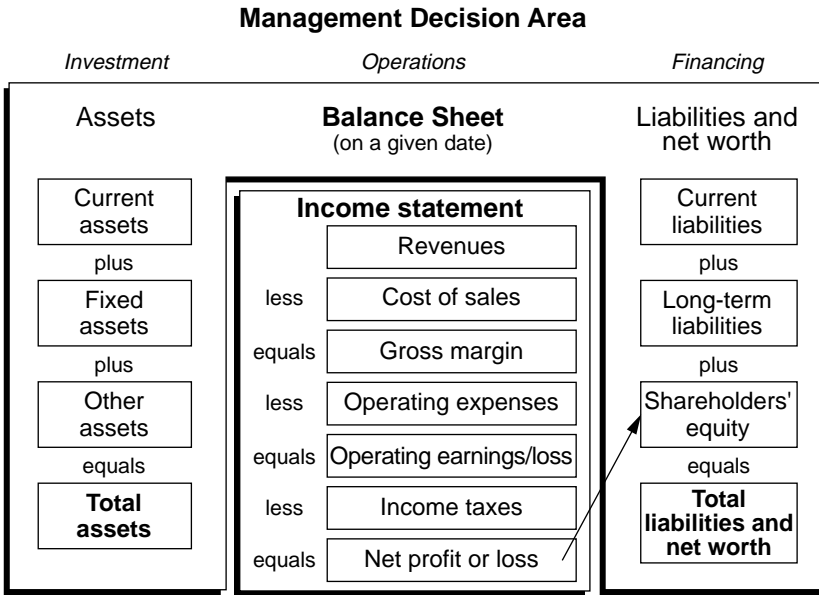 Management Decision Area
Investment
Operations
Financing
Assets
Balance Sheet
(on a given date)
Liabilities and
net worth
Current
assets
plus
Fixed
assets
plus
Other
assets
equals
Total
assets
Income statement
Revenues
less
Cost of sales
equals
Gross margin
less
Operating expenses
equals
Operating earnings/loss
less
Income taxes
equals
Net profit or loss
Current
liabilities
plus
Long-term
liabilities
plus
Shareholders'
equity
equals
Total
liabilities and
net worth